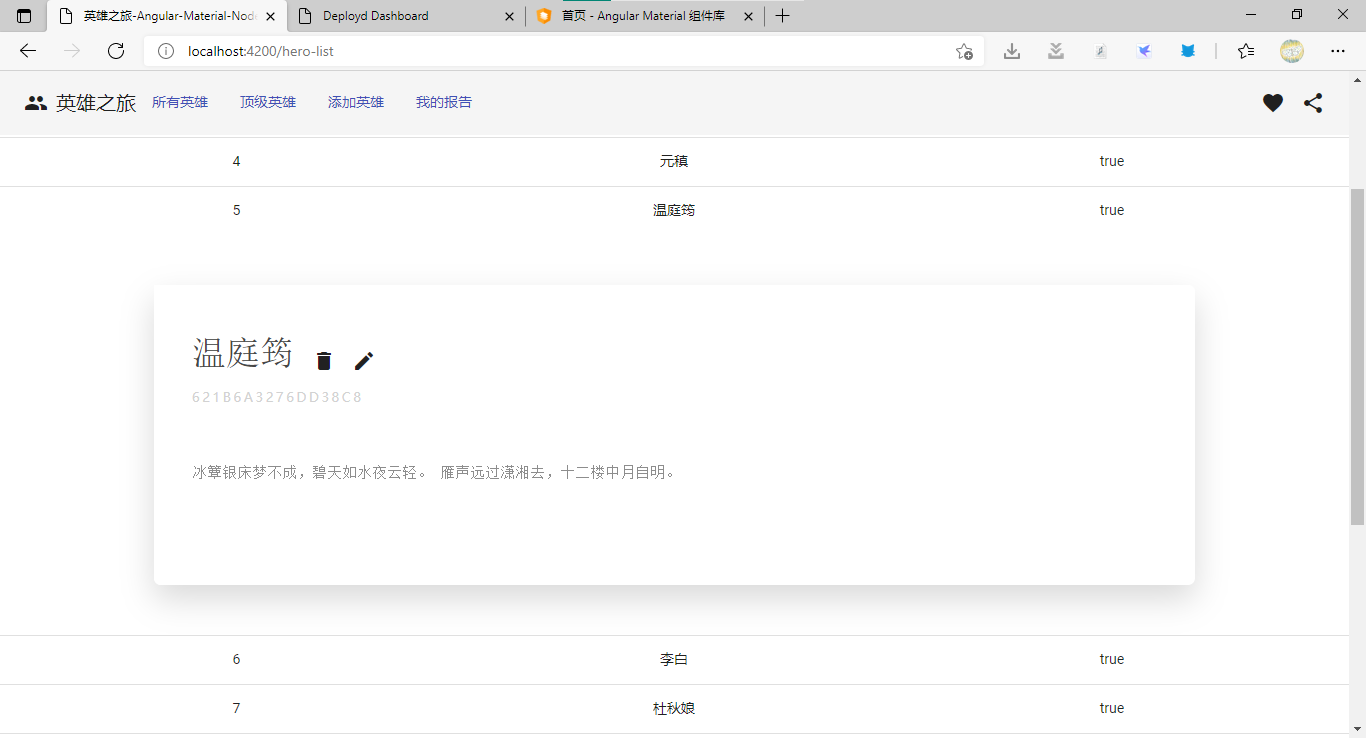 英雄之旅-Angular-Material-Node
Deployd Dashboard
首页 - Angular Material 组件库
localhost:4200/hero-list
英雄之旅 所有英雄 顶级英雄 添加英雄 我的报告
4 元稹 true
5 温庭筠 true
温庭筠
621B6A3276DD38C8
冰簟银床梦不成，碧天如水夜云轻。 雁声远过潇湘去，十二楼中月自明。
6 李白 true
7 杜秋娘 true